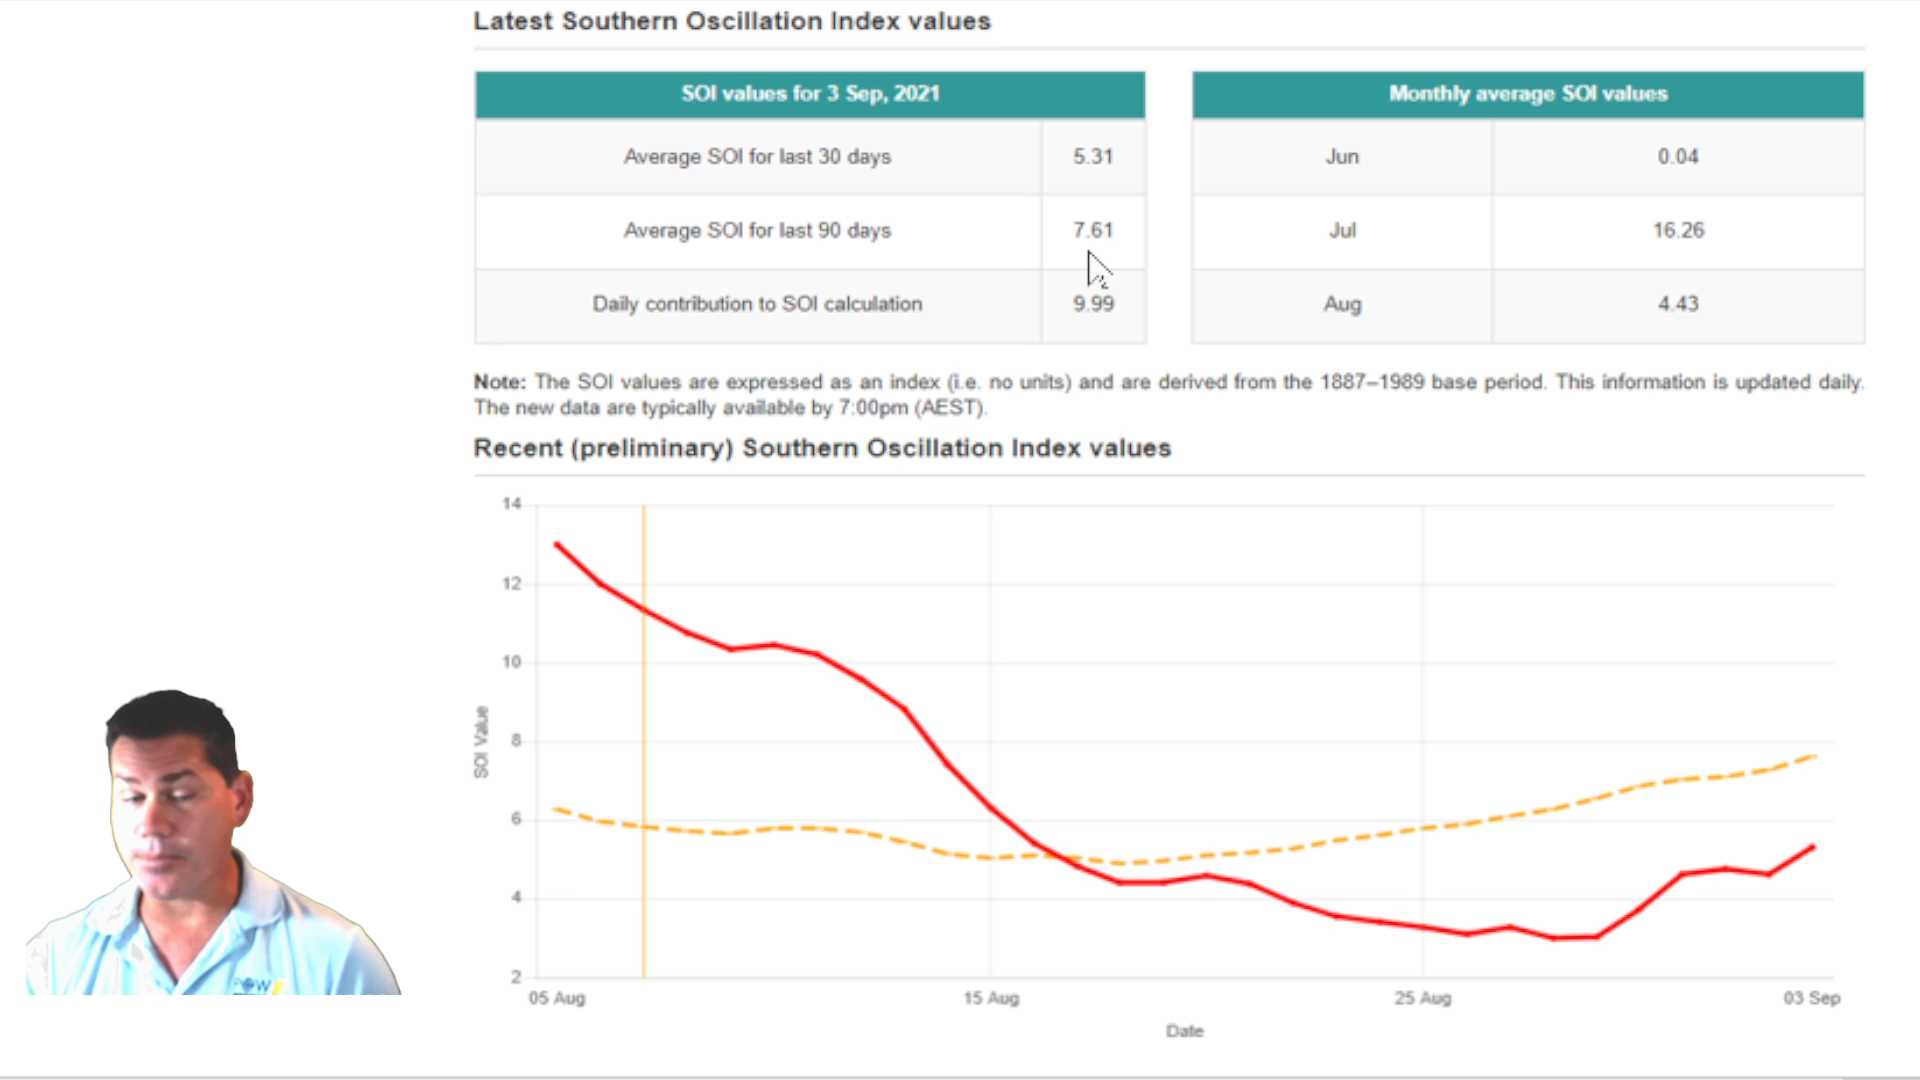 Latest Southern Oscillation Index values
SOI values for 3 Sep, 2021
Average SOI for last 30 days 5.31
Average SOI for last 90 days 7.61
Daily contribution to SOI calculation 9.99
Monthly average SOI values
Jun 0.04
Jul 16.26
Aug 4.43
Note: The SOI values are expressed as an index (i.e. no units) and are derived from the 1887–1989 base period. This information is updated daily.
The new data are typically available by 7:00pm (AEST).
Recent (preliminary) Southern Oscillation Index values
14
12
10
8
6
4
2
SOI Value
05 Aug 15 Aug 25 Aug 03 Sep
Date